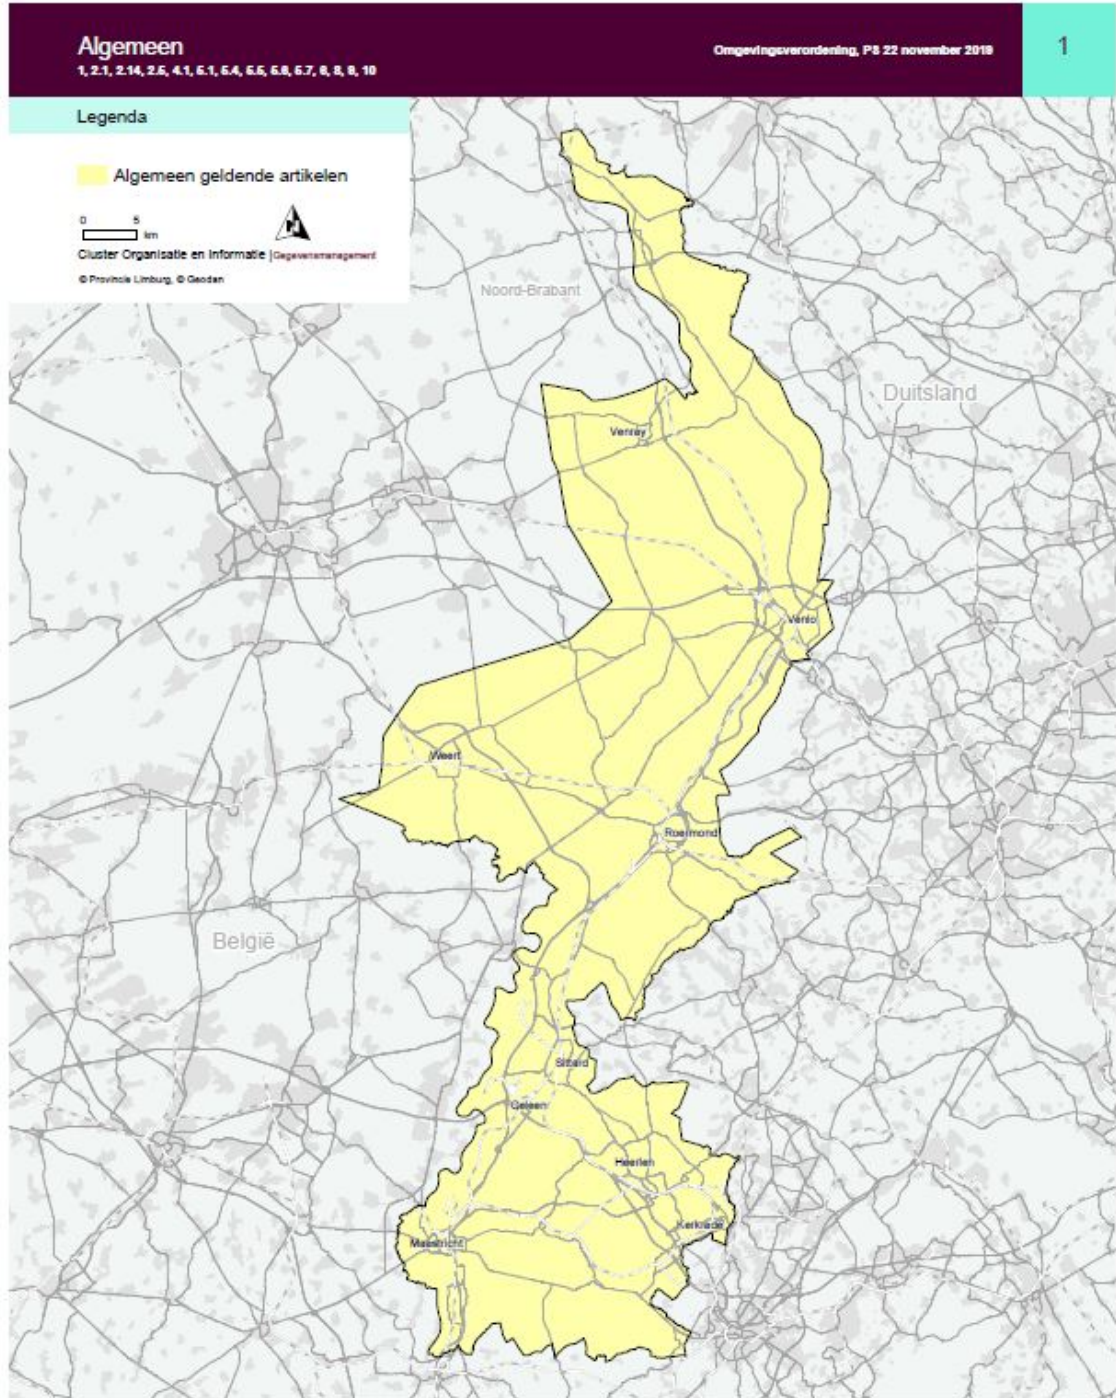 Algemeen
1, 2.1, 2.14, 2.5, 4.1, 5.1, 5.4, 5.5, 5.6, 5.7, 6, 8, 9, 10
Omgevingsverordening, PS 22 november 2019
1
Legenda
Algemeen geldende artikelen
0 5
km
N
Cluster Organisatie en Informatie | Gegevensmanagement
© Provincie Limburg, © Geodan
Noord-Brabant
Duitsland
Venray
Venlo
Weert
Roermond
België
Sittard
Geleen
Heerlen
Kerkrade
Maastricht